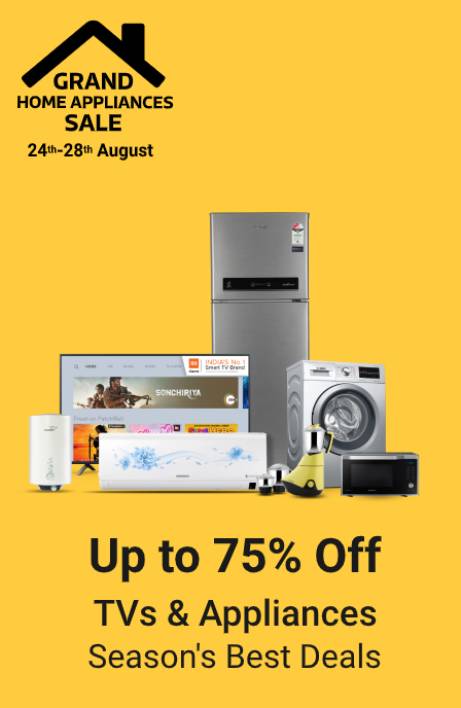 GRAND
HOME APPLIANCES
SALE
24th-28th August
INDIA'S No 1
Smart TV Brand
SONCHIRIYA
Up to 75% Off
TVs & Appliances
Season's Best Deals